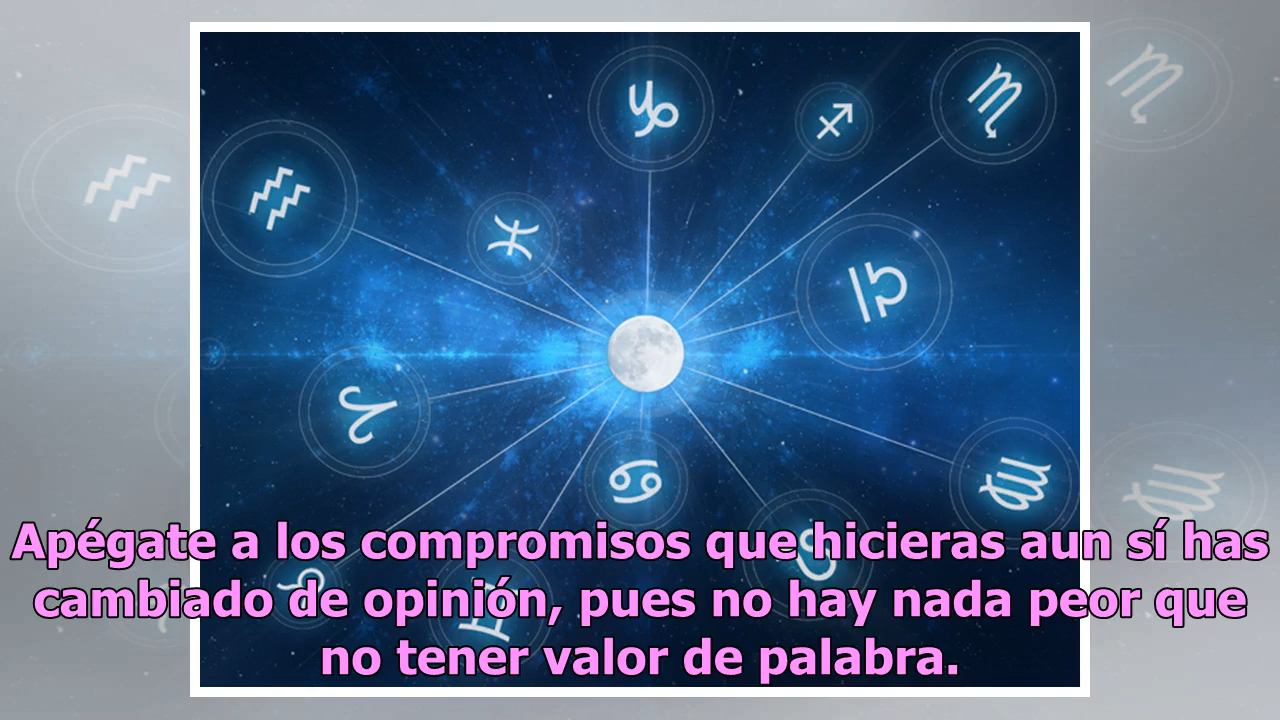 Apégate a los compromisos que hicieras aun sí has
cambiado de opinión, pues no hay nada peor que
no tener valor de palabra.